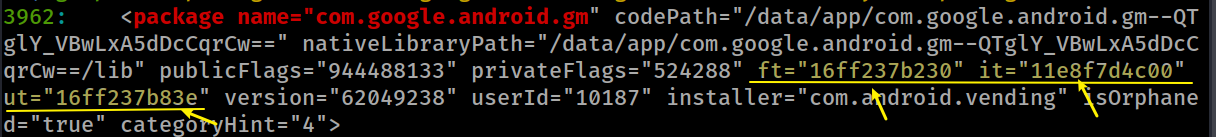 3962:    <package name="com.google.android.gm" codePath="/data/app/com.google.android.gm--QT
glY_VBwLxA5dDcCqrCw==" nativeLibraryPath="/data/app/com.google.android.gm--QTglY_VBwLxA5dDcC
qrCw==/lib" publicFlags="944488133" privateFlags="524288" ft="16ff237b230" it="11e8f7d4c00"
ut="16ff237b83e" version="62049238" userId="10187" installer="com.android.vending" isOrphane
d="true" categoryHint="4">